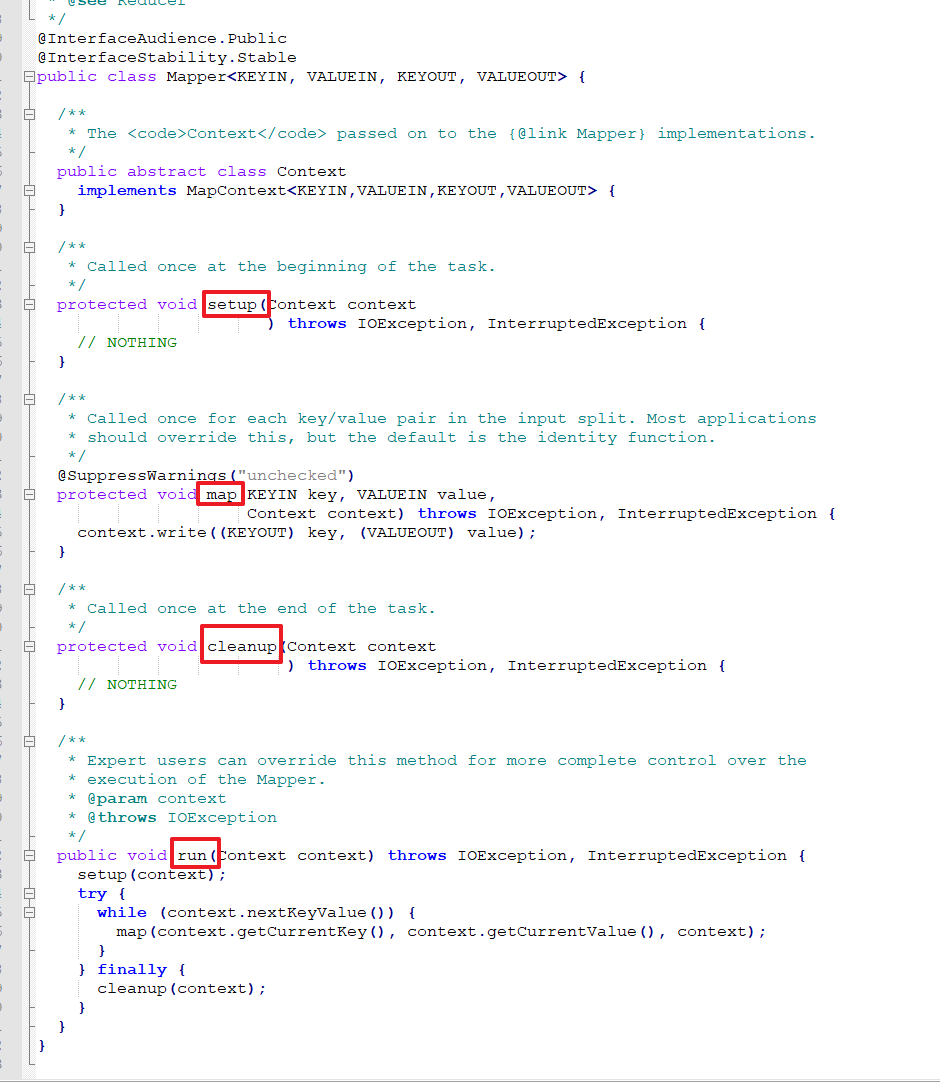 * @see Reducer
*/
@InterfaceAudience.Public
@InterfaceStability.Stable
public class Mapper<KEYIN, VALUEIN, KEYOUT, VALUEOUT> {
/**
* The <code>Context</code> passed on to the {@link Mapper} implementations.
*/
public abstract class Context
implements MapContext<KEYIN,VALUEIN,KEYOUT,VALUEOUT> {
}
/**
* Called once at the beginning of the task.
*/
protected void setup(Context context
) throws IOException, InterruptedException {
// NOTHING
}
/**
* Called once for each key/value pair in the input split. Most applications
* should override this, but the default is the identity function.
*/
@SuppressWarnings("unchecked")
protected void map KEYIN key, VALUEIN value,
Context context) throws IOException, InterruptedException {
context.write((KEYOUT) key, (VALUEOUT) value);
}
/**
* Called once at the end of the task.
*/
protected void cleanup(Context context
) throws IOException, InterruptedException {
// NOTHING
}
/**
* Expert users can override this method for more complete control over the
* execution of the Mapper.
* @param context
* @throws IOException
*/
public void run(Context context) throws IOException, InterruptedException {
setup(context);
try {
while (context.nextKeyValue()) {
map(context.getCurrentKey(), context.getCurrentValue(), context);
}
} finally {
cleanup(context);
}
}
}